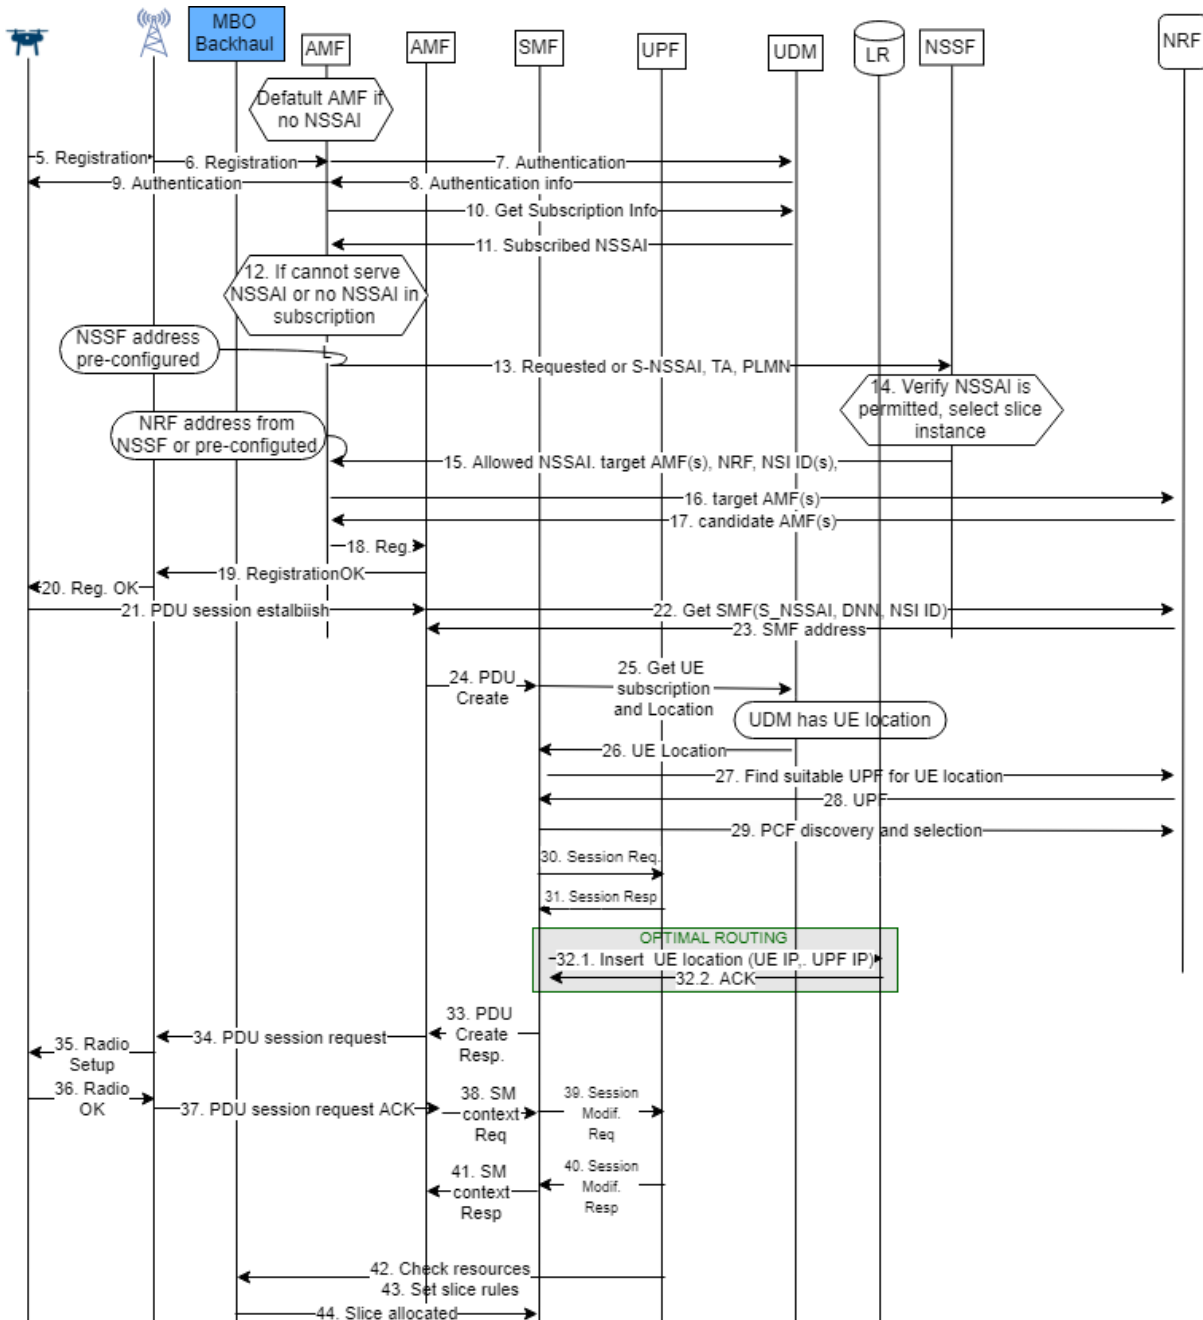 MBO
Backhaul
AMF
AMF
SMF
UPF
UDM
LR
NSSF
NRF
Defatult AMF if
no NSSAI
5. Registration
6. Registration
7. Authentication
9. Authentication
8. Authentication info
10. Get Subscription Info
11. Subscribed NSSAI
12. If cannot serve
NSSAI or no NSSAI in
subscription
NSSF address
pre-configured
13. Requested or S-NSSAI, TA, PLMN
14. Verify NSSAI is
permitted, select slice
instance
NRF address from
NSSF or pre-configuted
15. Allowed NSSAI. target AMF(s), NRF, NSI ID(s),
16. target AMF(s)
17. candidate AMF(s)
18. Reg.
19. RegistrationOK
20. Reg. OK
21. PDU session estalbiish
22. Get SMF(S_NSSAI, DNN, NSI ID)
23. SMF address
24. PDU
Create
25. Get UE
subscription
and Location
UDM has UE location
26. UE Location
27. Find suitable UPF for UE location
28. UPF
29. PCF discovery and selection
30. Session Req.
31. Session Resp
OPTIMAL ROUTING
32.1. Insert UE location (UE IP,. UPF IP)
32.2. ACK
33. PDU
Create
Resp.
34. PDU session request
35. Radio
Setup
36. Radio
OK
37. PDU session request ACK
38. SM
context
Req
39. Session
Modif.
Req
40. Session
Modif.
Resp
41. SM
context
Resp
42. Check resources
43. Set slice rules
44. Slice allocated